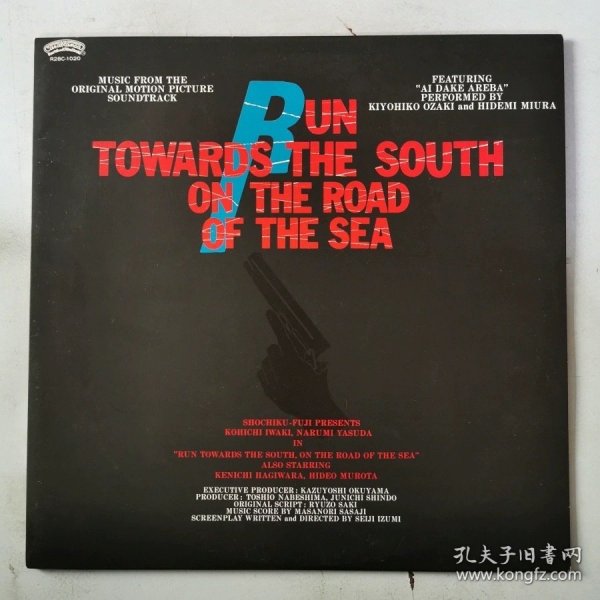 R28C-1020
MUSIC FROM THE
ORIGINAL MOTION PICTURE
SOUNDTRACK
FEATURING
"AI DAKE AREBA"
PERFORMED BY
KIYOHIKO OZAKI and HIDEMI MIURA
RUN
TOWARDS THE SOUTH
ON THE ROAD
OF THE SEA
SHOCHIKU-FUJI PRESENTS
KOHICHI IWAKI, NARUMI YASUDA
IN
"RUN TOWARDS THE SOUTH, ON THE ROAD OF THE SEA"
ALSO STARRING
KENICHI HAGIWARA, HIDEO MUROTA
EXECUTIVE PRODUCER: KAZUYOSHI OKUYAMA
PRODUCER: TOSHIO NABESHIMA, JUNICHI SHINDO
ORIGINAL SCRIPT: RYUZO SAKI
MUSIC SCORE BY MASANORI SASAJI
SCREENPLAY WRITTEN and DIRECTED BY SEIJI IZUMI
孔夫子旧书网
www.kongfz.com